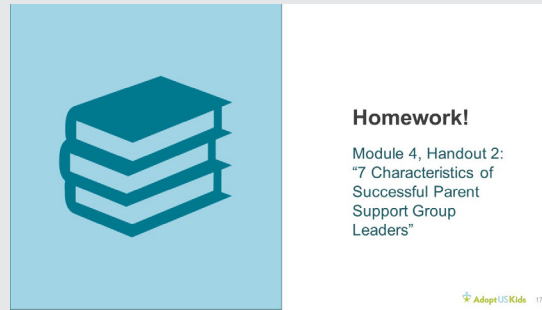 Homework!
Module 4, Handout 2:
“7 Characteristics of
Successful Parent
Support Group
Leaders”
AdoptUSKids 17